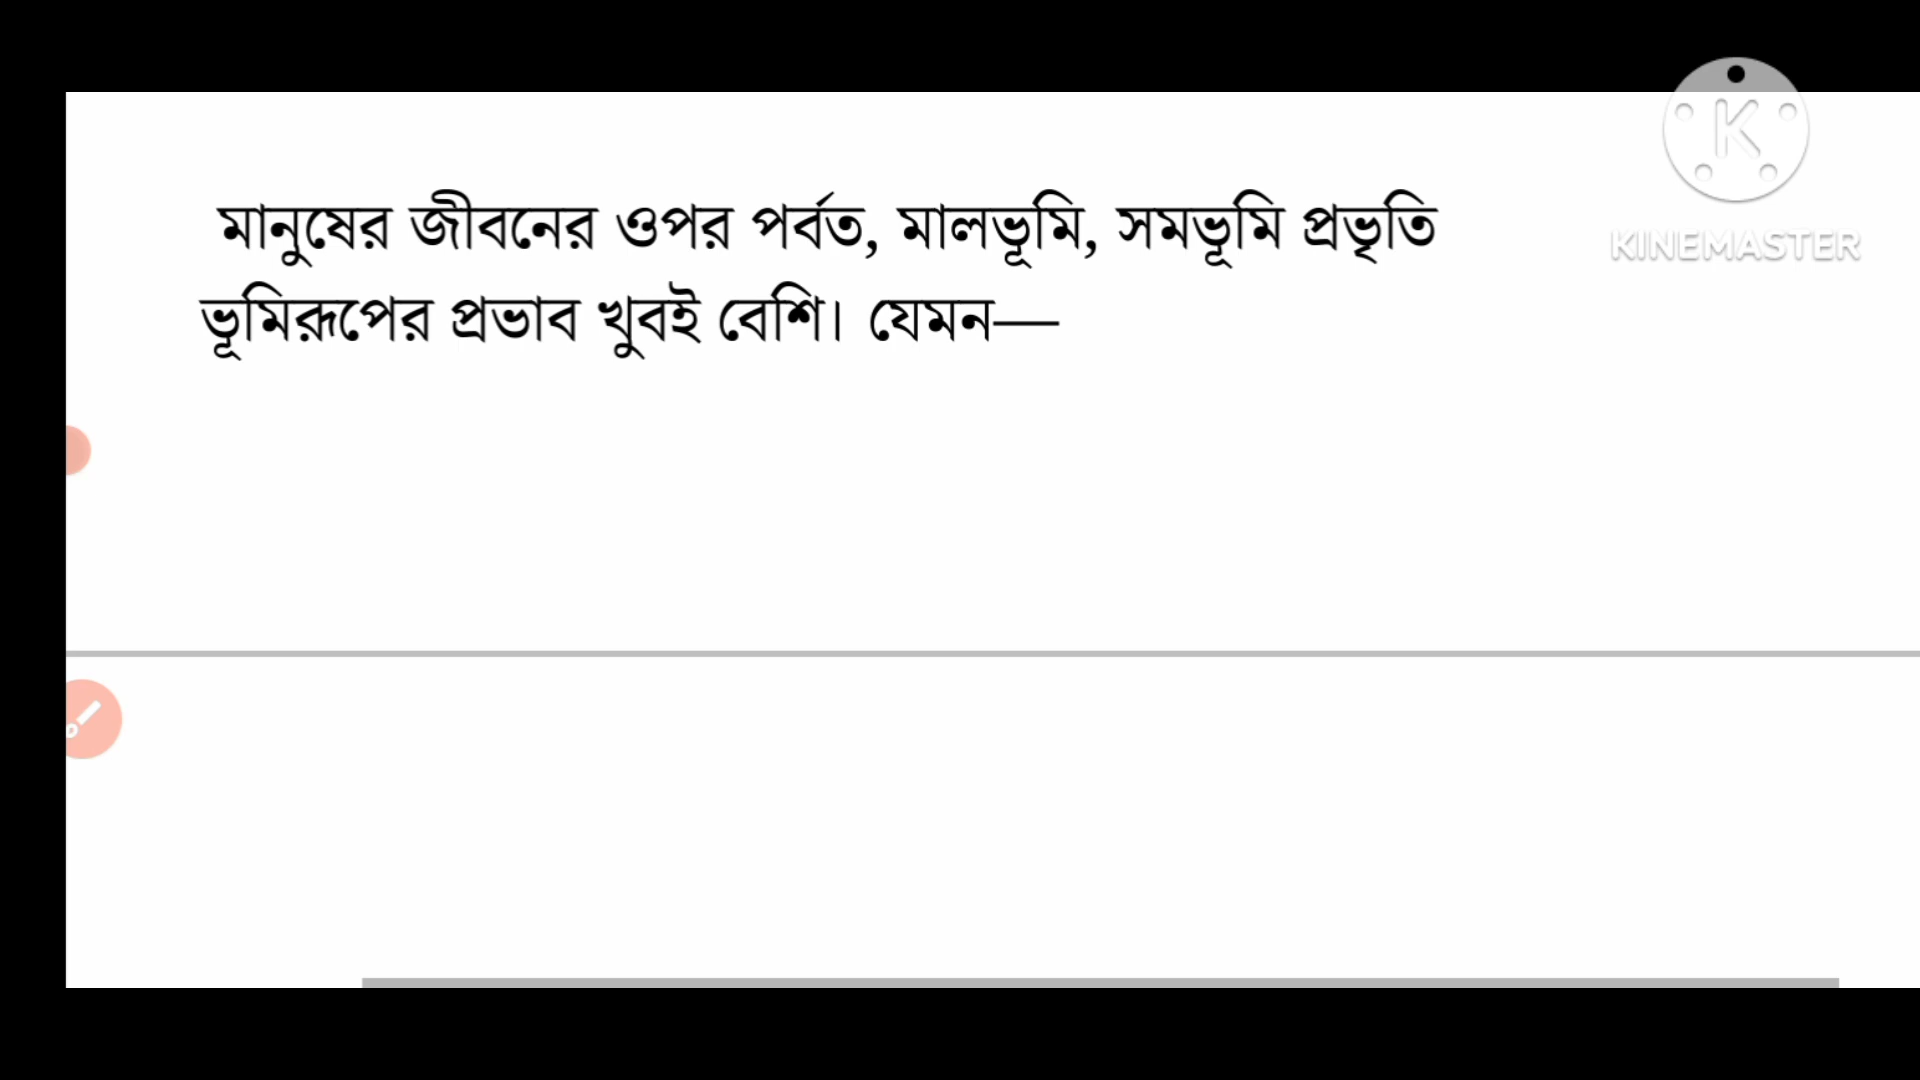 মানুষের জীবনের ওপর পর্বত, মালভূমি, সমভূমি প্রভৃতি
ভূমিরূপের প্রভাব খুবই বেশি। যেমন—
K
KINEMASTER